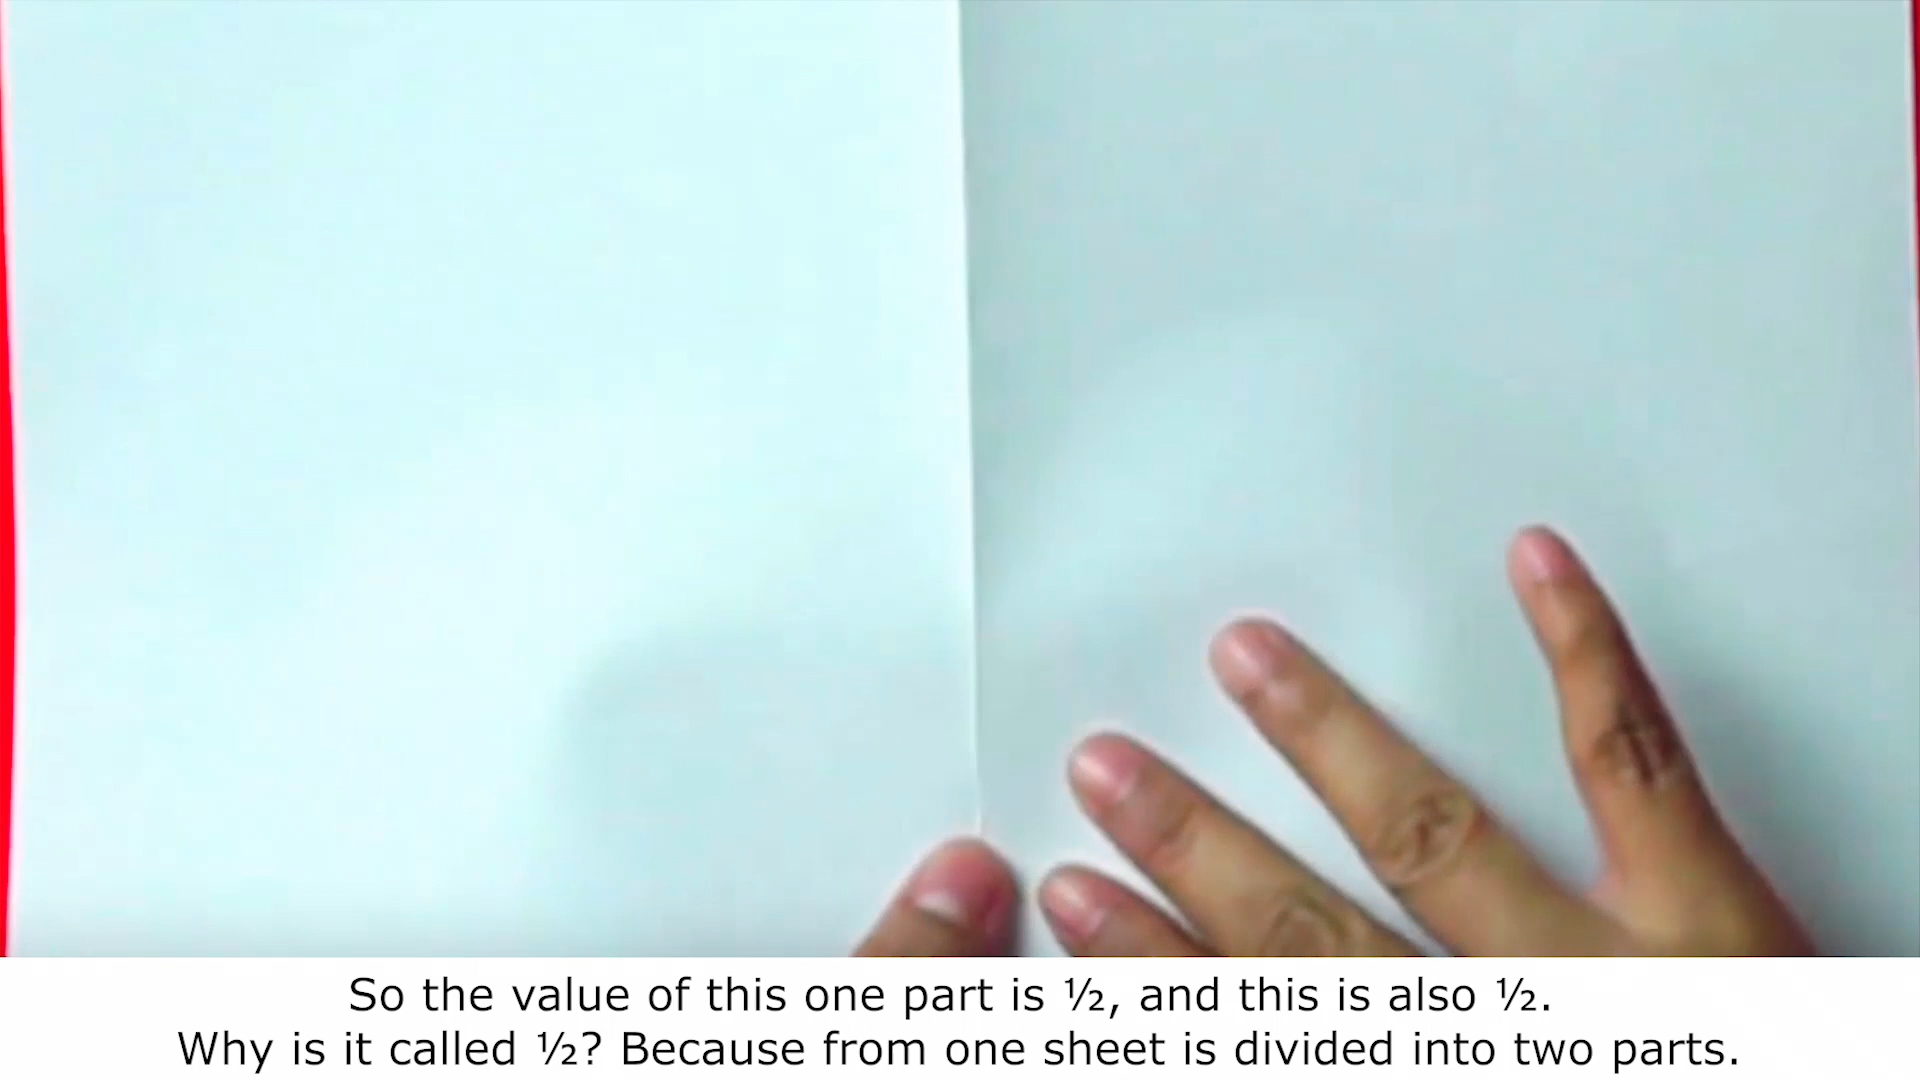 So the value of this one part is ½, and this is also ½.
Why is it called ½? Because from one sheet is divided into two parts.